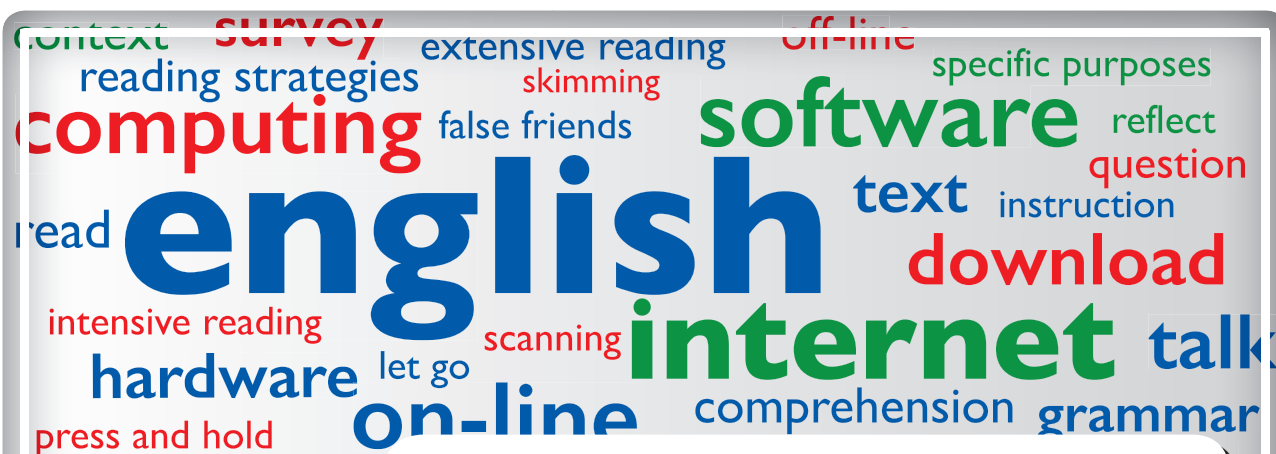 context survey off-line
extensive reading
reading strategies skimming specific purposes
computing false friends software reflect
question
read english text instruction
download
intensive reading scanning internet talk
hardware let go
on-line comprehension grammar
press and hold